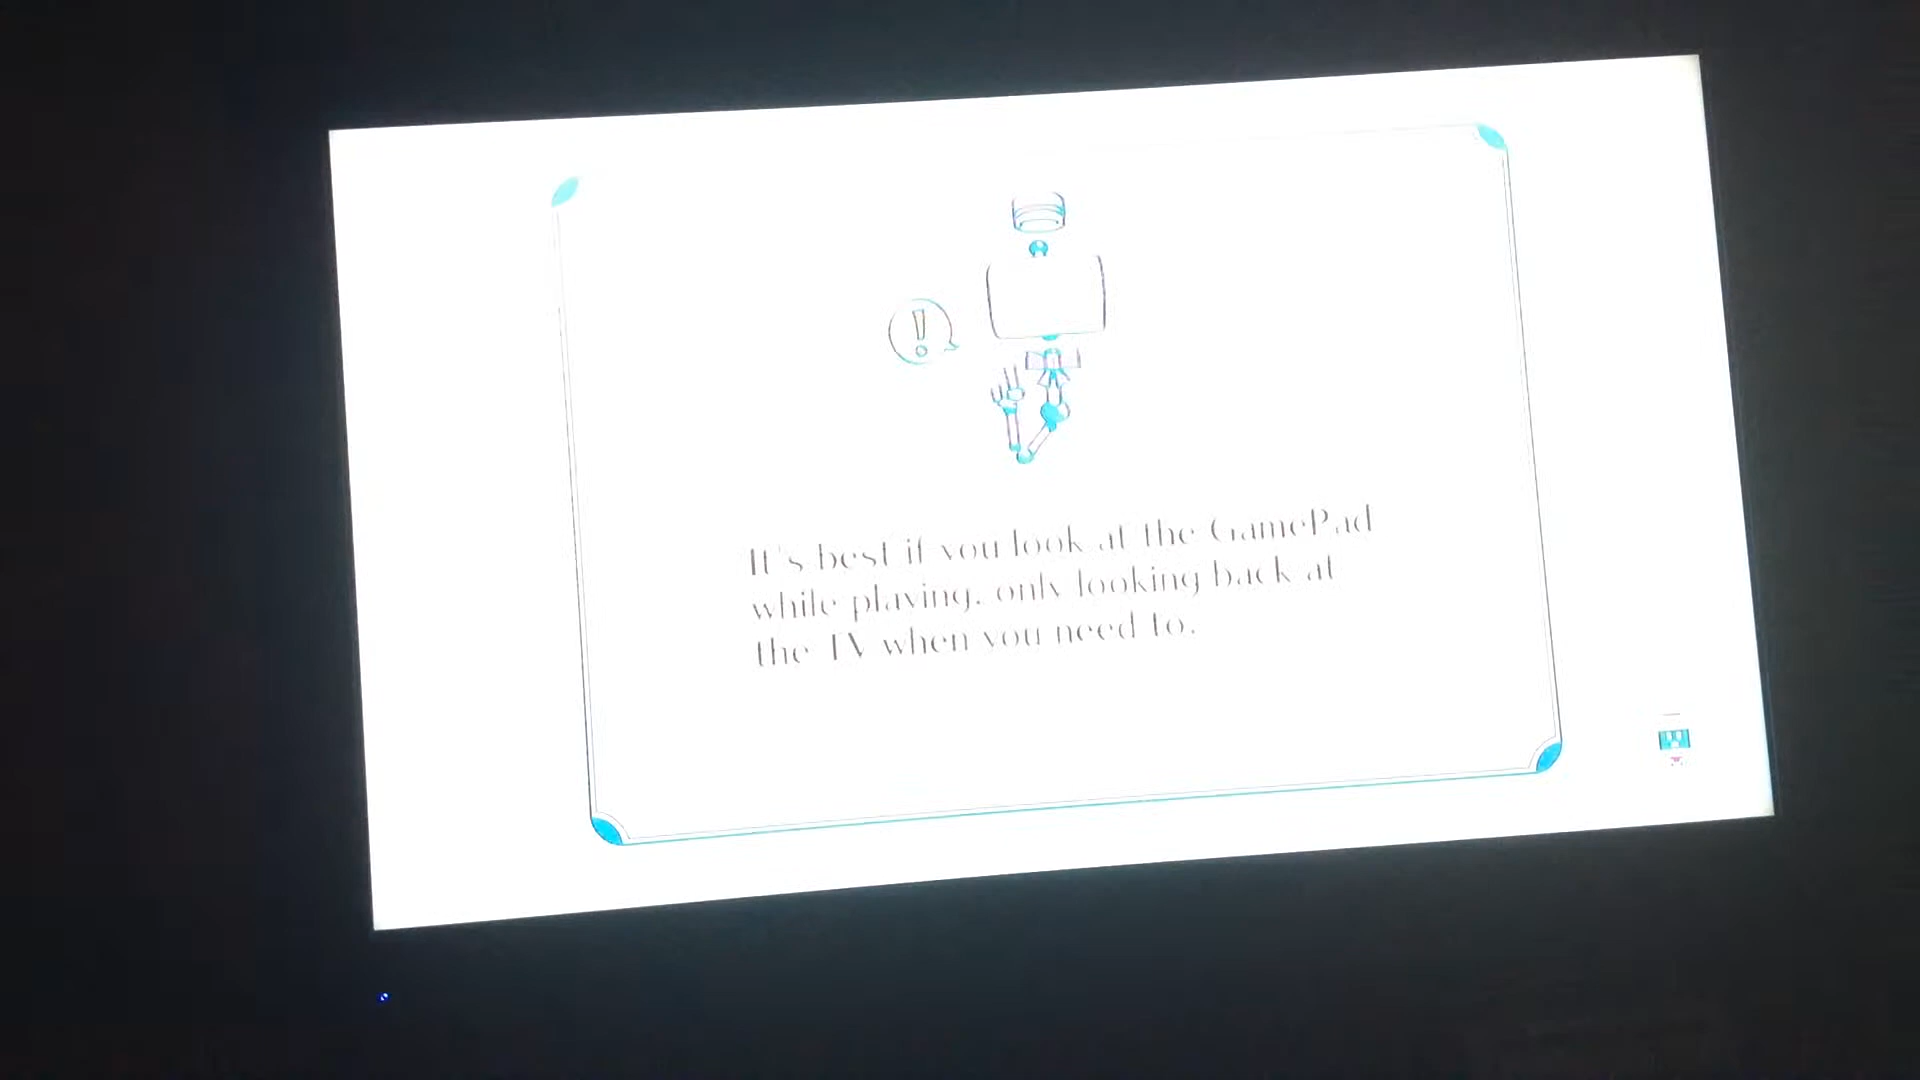 !
It's best if you look at the GamePad
while playing, only looking back at
the TV when you need to.